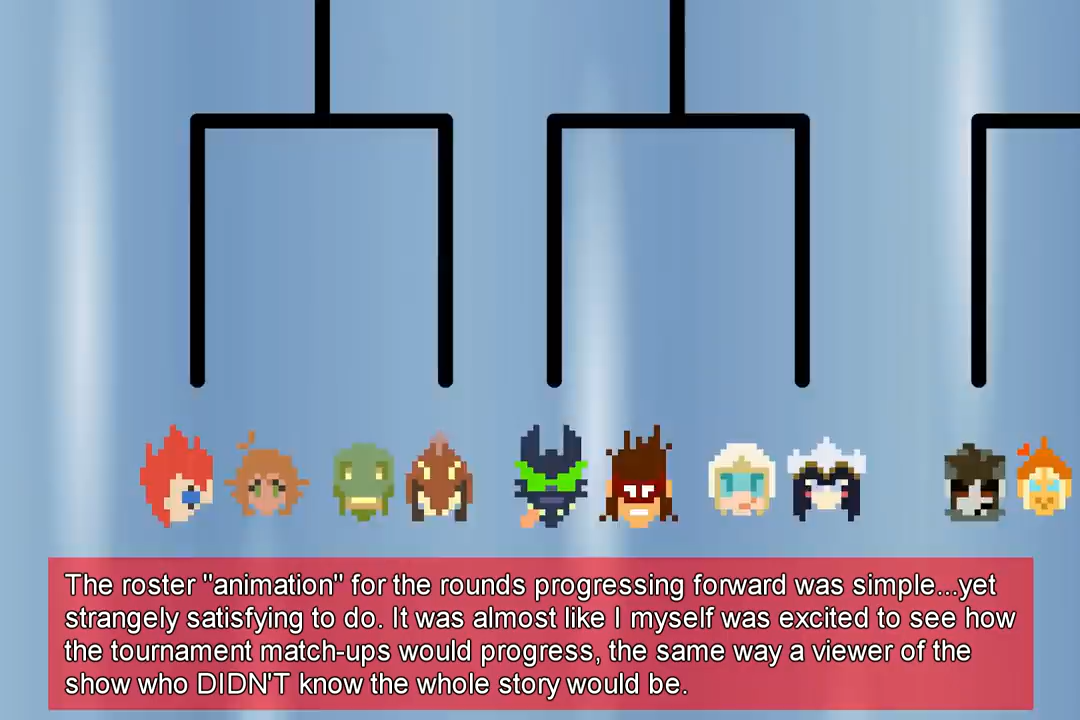 The roster "animation" for the rounds progressing forward was simple...yet
strangely satisfying to do. It was almost like I myself was excited to see how
the tournament match-ups would progress, the same way a viewer of the
show who DIDN'T know the whole story would be.